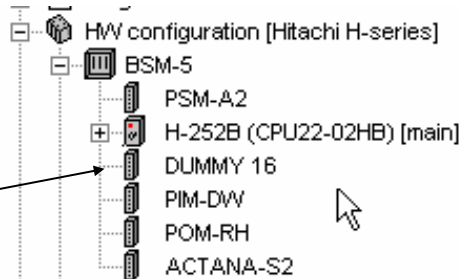 HW configuration [Hitachi H-series]
BSM-5
PSM-A2
H-252B (CPU22-02HB) [main]
DUMMY 16
PIM-DW
POM-RH
ACTANA-S2